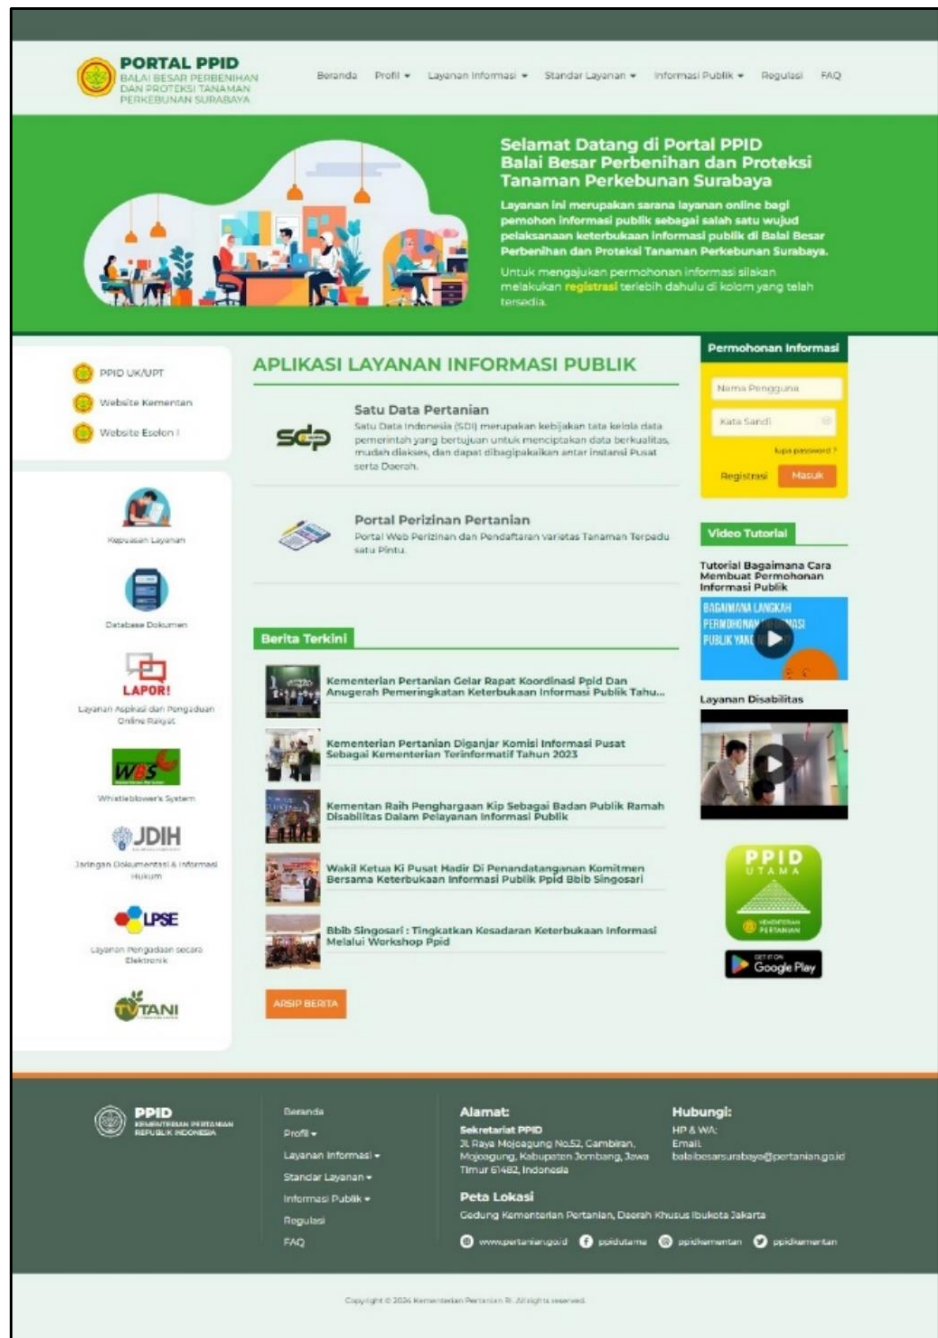 PORTAL PPID
BALAI BESAR PERBENIHAN
DAN PROTEKSI TANAMAN
PERKEBUNAN SURABAYA
Beranda Profil Layanan Informasi Standar Layanan Informasi Publik Regulasi FAQ
Selamat Datang di Portal PPID
Balai Besar Perbenihan dan Proteksi
Tanaman Perkebunan Surabaya
Layanan ini merupakan sarana layanan online bagi
pemohon informasi publik sebagai salah satu wujud
pelaksanaan keterbukaan informasi publik di Balai Besar
Perbenihan dan Proteksi Tanaman Perkebunan Surabaya.
Untuk mengajukan permohonan informasi silakan
melakukan registrasi terlebih dahulu di kolom yang telah
tersedia.
PPID UK/UPT
Website Kementan
Website Eselon I
Kepuasan Layanan
Database Dokumen
LAPOR!
Layanan Aspirasi dan Pengaduan
Online Rakyat
WBS
Whistleblower's System
JDIH
Jaringan Dokumentasi & Informasi
Hukum
LPSE
Layanan Pengadaan secara
Elektronik
TVTANI
APLIKASI LAYANAN INFORMASI PUBLIK
sdp
Satu Data Pertanian
Satu Data Indonesia (SDI) merupakan kebijakan tata kelola data
pemerintah yang bertujuan untuk menciptakan data berkualitas,
mudah diakses, dan dapat dibagipakaikan antar instansi Pusat
serta Daerah.
Portal Perizinan Pertanian
Portal Web Perizinan dan Pendaftaran varietas Tanaman Terpadu
satu Pintu.
Berita Terkini
Kementerian Pertanian Gelar Rapat Koordinasi Ppid Dan
Anugerah Pemeringkatan Keterbukaan Informasi Publik Tahu...
Kementerian Pertanian Diganjar Komisi Informasi Pusat
Sebagai Kementerian Terinformatif Tahun 2023
Kementan Raih Penghargaan Kip Sebagai Badan Publik Ramah
Disabilitas Dalam Pelayanan Informasi Publik
Wakil Ketua Ki Pusat Hadir Di Penandatanganan Komitmen
Bersama Keterbukaan Informasi Publik Ppid Bbib Singosari
Bbib Singosari : Tingkatkan Kesadaran Keterbukaan Informasi
Melalui Workshop Ppid
ARSIP BERITA
Permohonan Informasi
Nama Pengguna
Kata Sandi
lupa password ?
Registrasi Masuk
Video Tutorial
Tutorial Bagaimana Cara
Membuat Permohonan
Informasi Publik
BAGAIMANA LANGKAH
PERMOHONAN INFORMASI
PUBLIK YANG
Layanan Disabilitas
PPID
UTAMA
KEMENTERIAN
PERTANIAN
GET IT ON
Google Play
PPID
KEMENTERIAN PERTANIAN
REPUBLIK INDONESIA
Beranda
Profil
Layanan Informasi
Standar Layanan
Informasi Publik
Regulasi
FAQ
Alamat:
Sekretariat PPID
Jl. Raya Mojoagung No.52, Gambiran,
Mojoagung, Kabupaten Jombang, Jawa
Timur 61482, Indonesia
Hubungi:
HP & WA:
Email:
balaibesarsurabaya@pertanian.go.id
Peta Lokasi
Gedung Kementerian Pertanian, Daerah Khusus Ibukota Jakarta
www.pertanian.go.id ppidutama ppidkementan ppidkementan
Copyright © 2024 Kementerian Pertanian RI. All rights reserved.